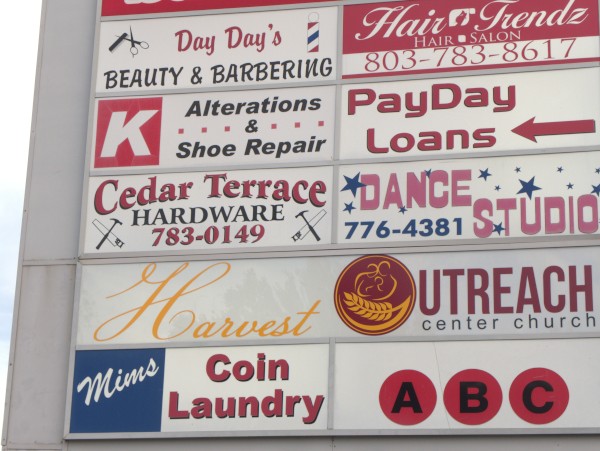 Day Day's
BEAUTY & BARBERING
Hair Trendz
HAIR SALON
803-783-8617
K
Alterations
&
Shoe Repair
PayDay
Loans
Cedar Terrace
HARDWARE
783-0149
DANCE
STUDIO
776-4381
Harvest
OUTREACH
center church
Mims
Coin
Laundry
A B C